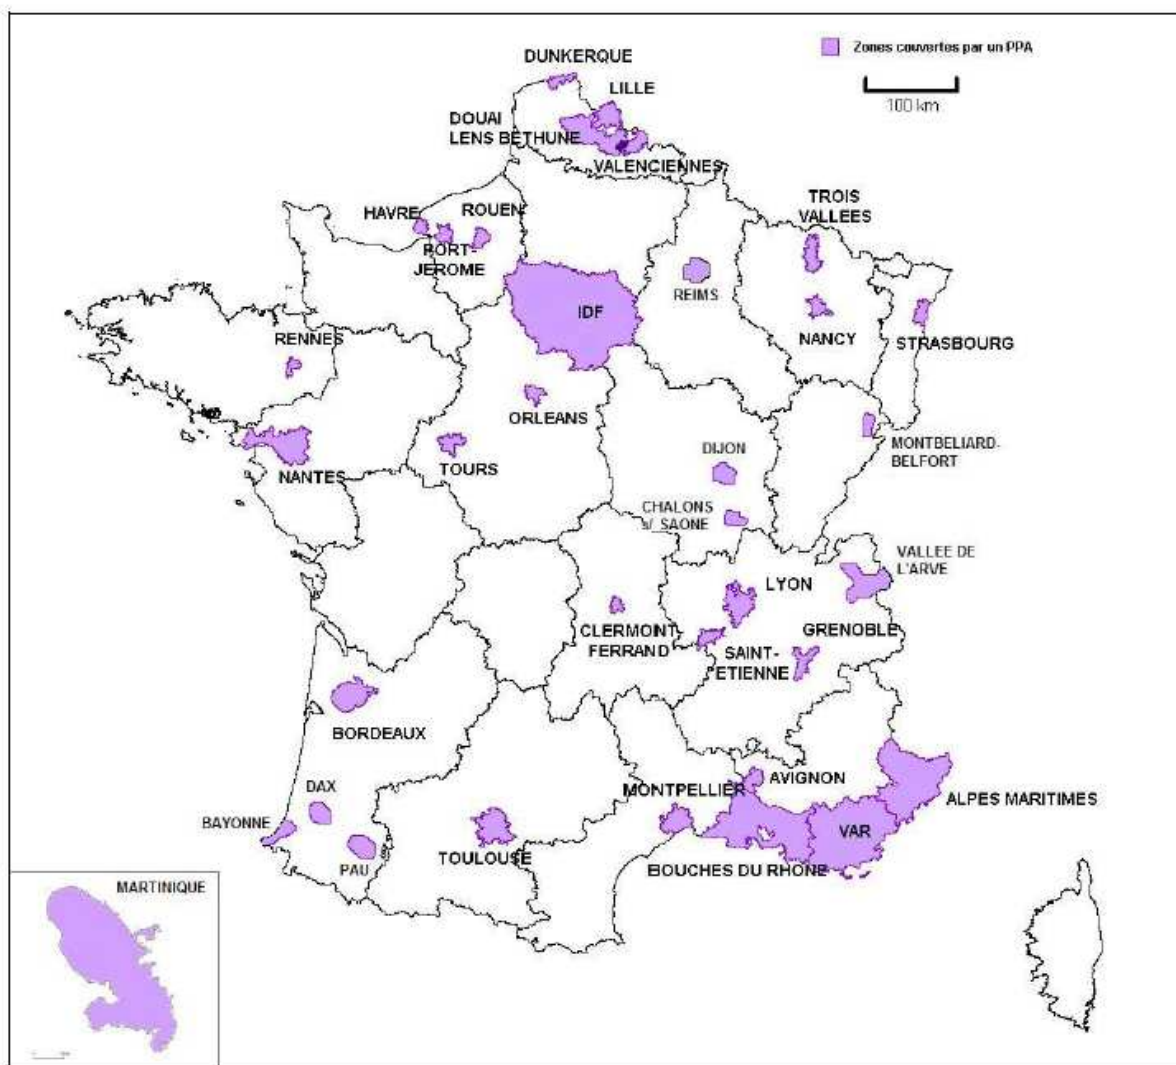 Zones couvertes par un PPA
100 km
DUNKERQUE
LILLE
DOUAI
LENS BETHUNE
VALENCIENNES
TROIS
VALLEES
HAVRE
ROUEN
PORT-
JEROME
REIMS
IDF
NANCY
STRASBOURG
RENNES
ORLEANS
MONTBELIARD-
BELFORT
DIJON
NANTES
TOURS
CHALONS
s/ SAONE
VALLEE DE
L'ARVE
LYON
CLERMONT
FERRAND
GRENOBLE
SAINT-
ETIENNE
BORDEAUX
AVIGNON
MONTPELLIER
ALPES MARITIMES
DAX
BAYONNE
VAR
TOULOUSE
PAU
BOUCHES DU RHONE
MARTINIQUE